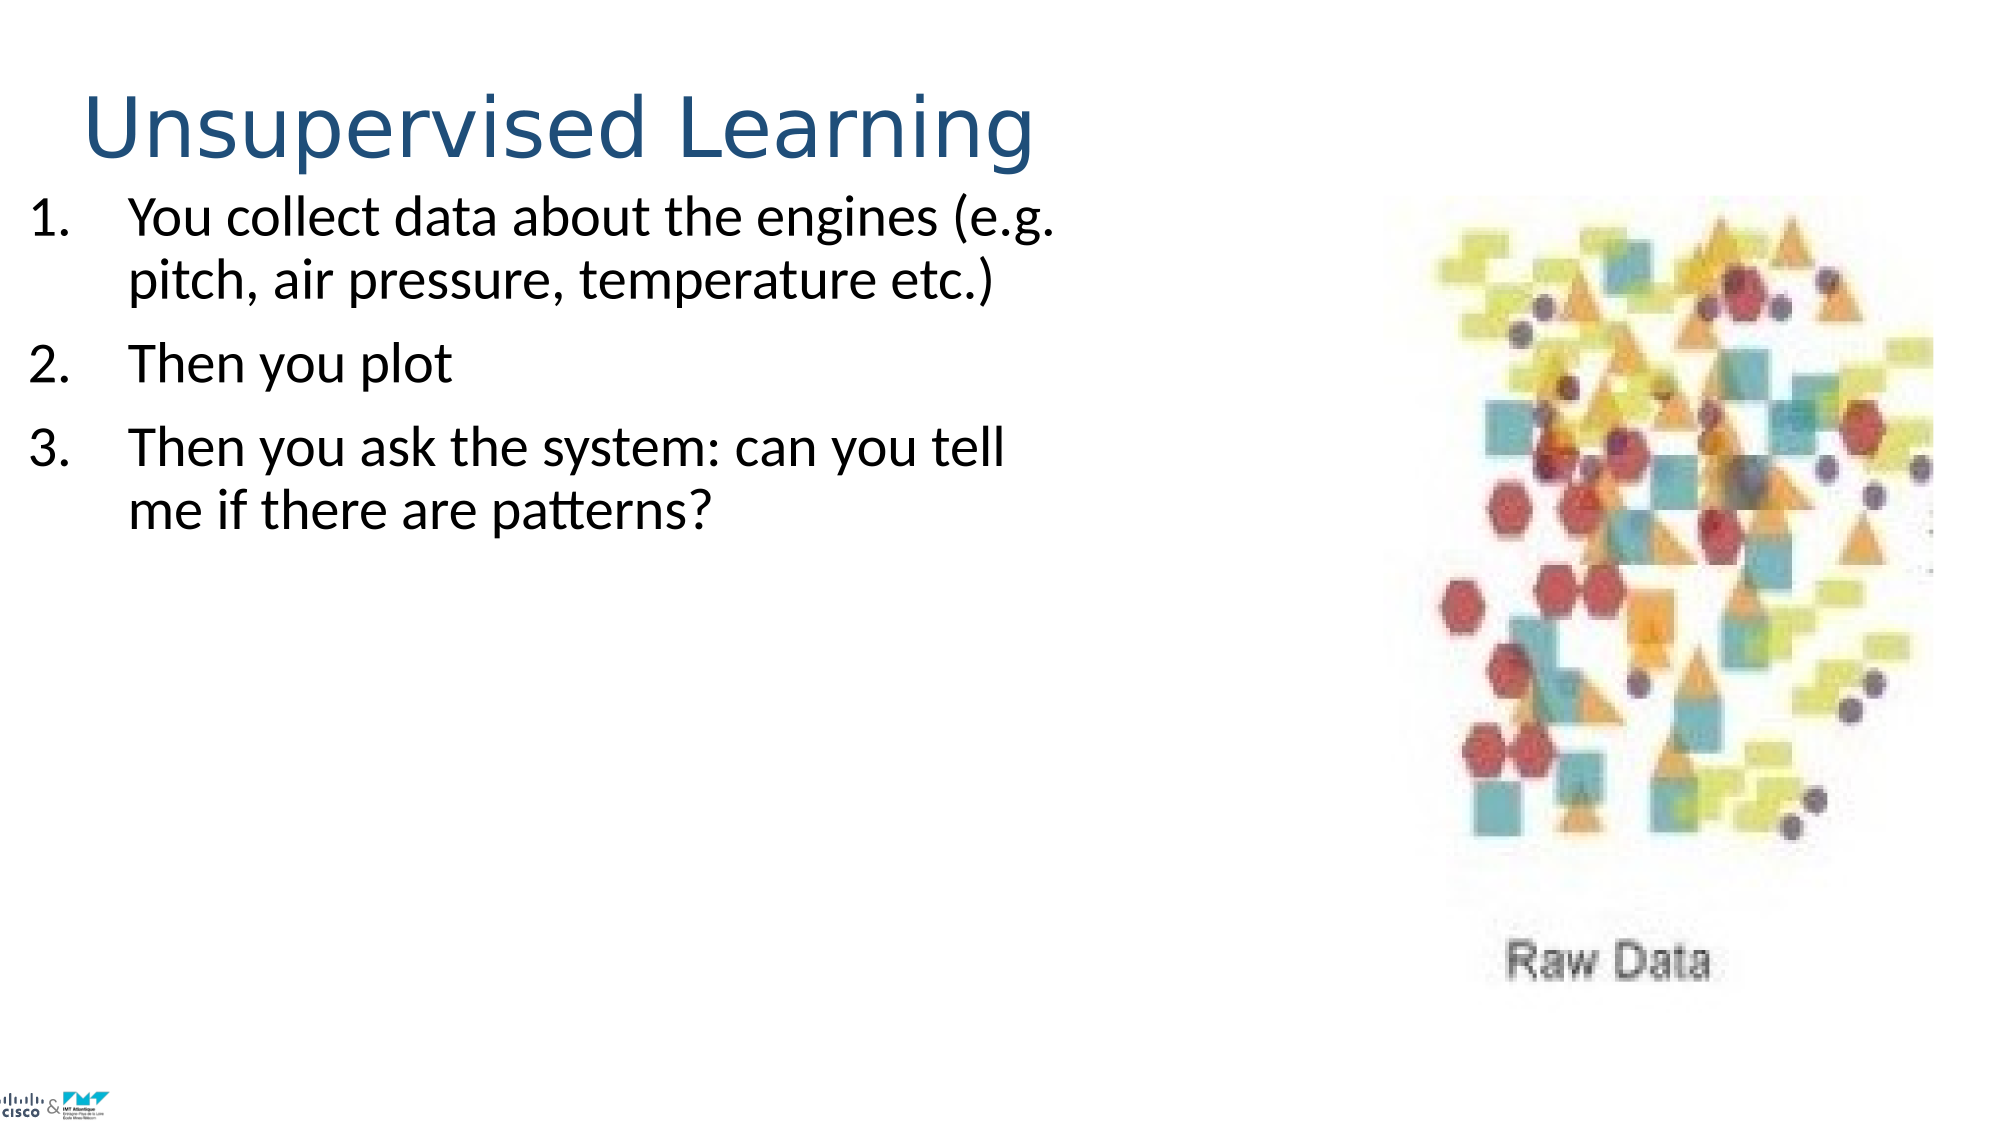 Unsupervised Learning
1. You collect data about the engines (e.g.
pitch, air pressure, temperature etc.)
2. Then you plot
3. Then you ask the system: can you tell
me if there are patterns?
Raw Data
CISCO & IMT Atlantique